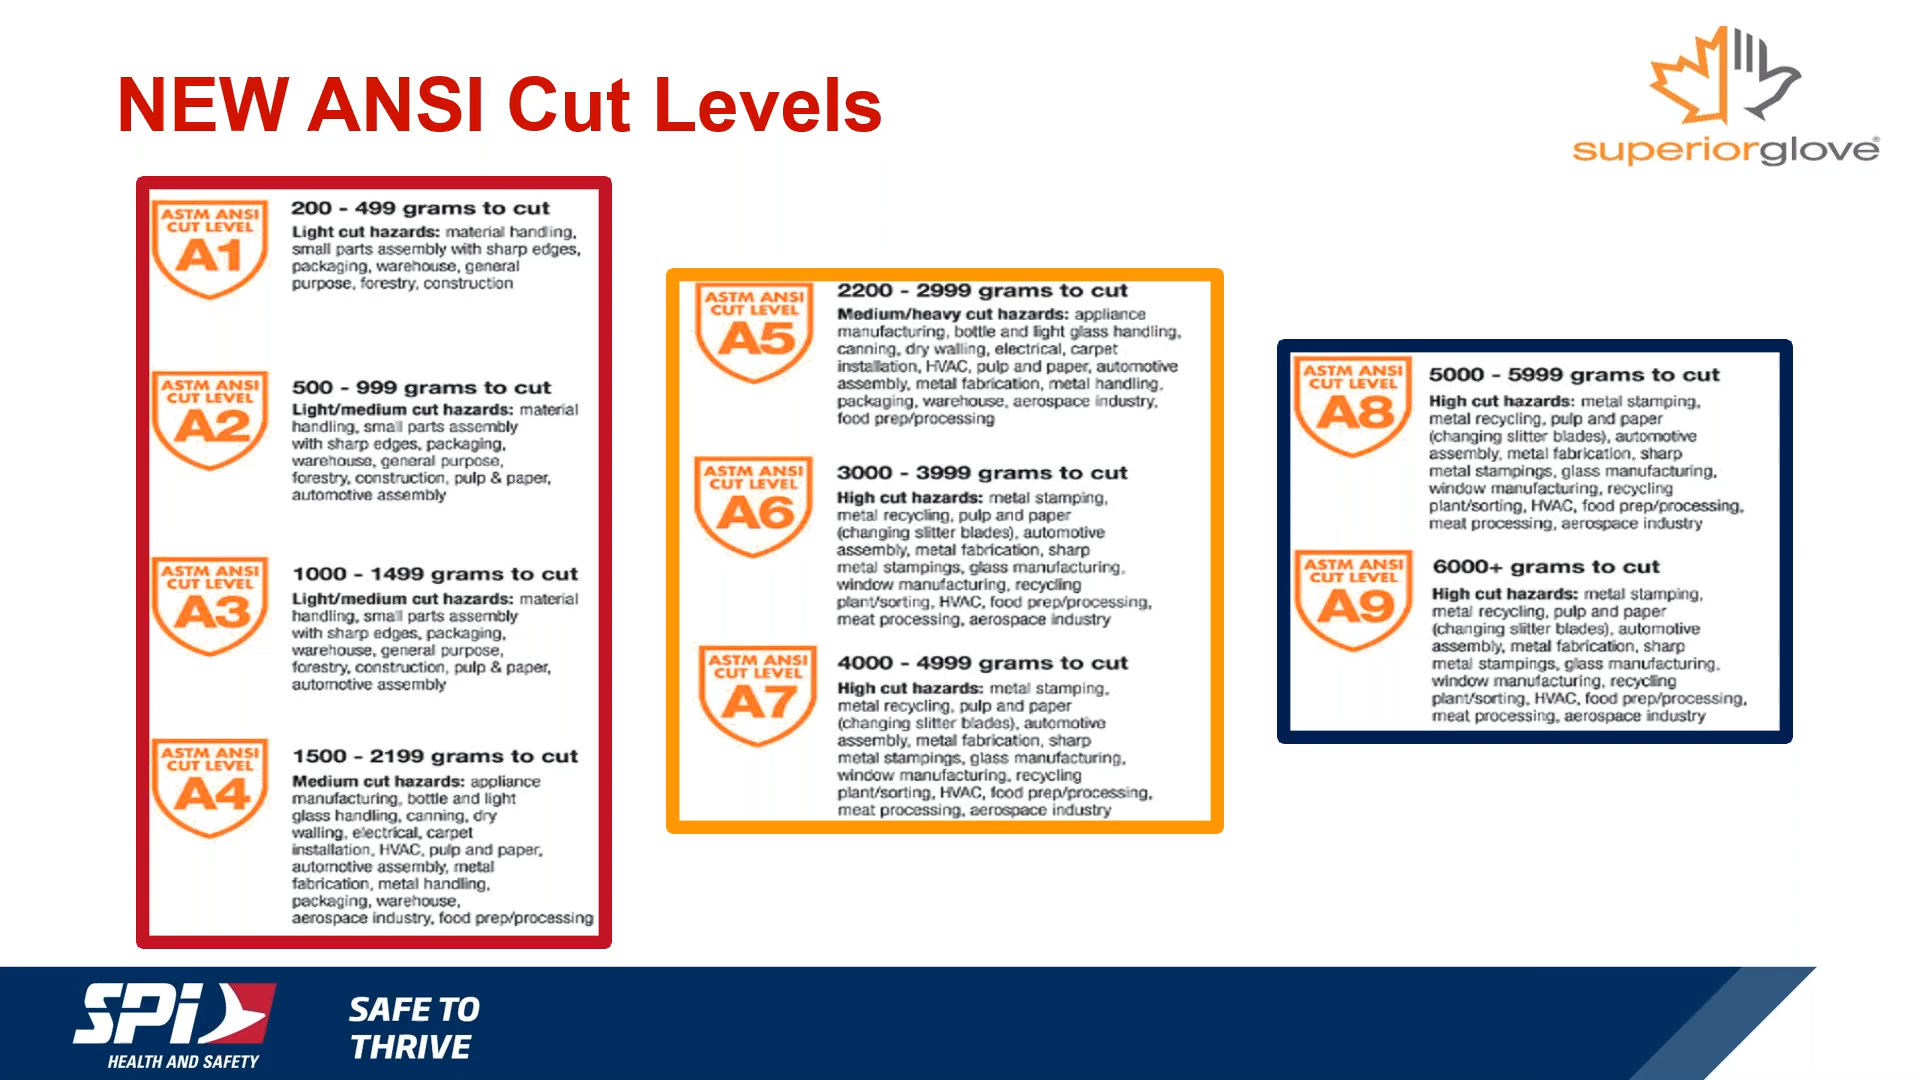 NEW ANSI Cut Levels
superiorglove®
ASTM ANSI
CUT LEVEL
A1
200 - 499 grams to cut
Light cut hazards: material handling,
small parts assembly with sharp edges,
packaging, warehouse, general
purpose, forestry, construction
ASTM ANSI
CUT LEVEL
A2
500 - 999 grams to cut
Light/medium cut hazards: material
handling, small parts assembly
with sharp edges, packaging,
warehouse, general purpose,
forestry, construction, pulp & paper,
automotive assembly
ASTM ANSI
CUT LEVEL
A3
1000 - 1499 grams to cut
Light/medium cut hazards: material
handling, small parts assembly
with sharp edges, packaging,
warehouse, general purpose,
forestry, construction, pulp & paper,
automotive assembly
ASTM ANSI
CUT LEVEL
A4
1500 - 2199 grams to cut
Medium cut hazards: appliance
manufacturing, bottle and light
glass handling, canning, dry
walling, electrical, carpet
installation, HVAC, pulp and paper,
automotive assembly, metal
fabrication, metal handling,
packaging, warehouse,
aerospace industry, food prep/processing
ASTM ANSI
CUT LEVEL
A5
2200 - 2999 grams to cut
Medium/heavy cut hazards: appliance
manufacturing, bottle and light glass handling,
canning, dry walling, electrical, carpet
installation, HVAC, pulp and paper, automotive
assembly, metal fabrication, metal handling,
packaging, warehouse, aerospace industry,
food prep/processing
ASTM ANSI
CUT LEVEL
A6
3000 - 3999 grams to cut
High cut hazards: metal stamping,
metal recycling, pulp and paper
(changing slitter blades), automotive
assembly, metal fabrication, sharp
metal stampings, glass manufacturing,
window manufacturing, recycling
plant/sorting, HVAC, food prep/processing,
meat processing, aerospace industry
ASTM ANSI
CUT LEVEL
A7
4000 - 4999 grams to cut
High cut hazards: metal stamping,
metal recycling, pulp and paper
(changing slitter blades), automotive
assembly, metal fabrication, sharp
metal stampings, glass manufacturing,
window manufacturing, recycling
plant/sorting, HVAC, food prep/processing,
meat processing, aerospace industry
ASTM ANSI
CUT LEVEL
A8
5000 - 5999 grams to cut
High cut hazards: metal stamping,
metal recycling, pulp and paper
(changing slitter blades), automotive
assembly, metal fabrication, sharp
metal stampings, glass manufacturing,
window manufacturing, recycling
plant/sorting, HVAC, food prep/processing,
meat processing, aerospace industry
ASTM ANSI
CUT LEVEL
A9
6000+ grams to cut
High cut hazards: metal stamping,
metal recycling, pulp and paper
(changing slitter blades), automotive
assembly, metal fabrication, sharp
metal stampings, glass manufacturing,
window manufacturing, recycling
plant/sorting, HVAC, food prep/processing,
meat processing, aerospace industry
SPi
HEALTH AND SAFETY
SAFE TO
THRIVE